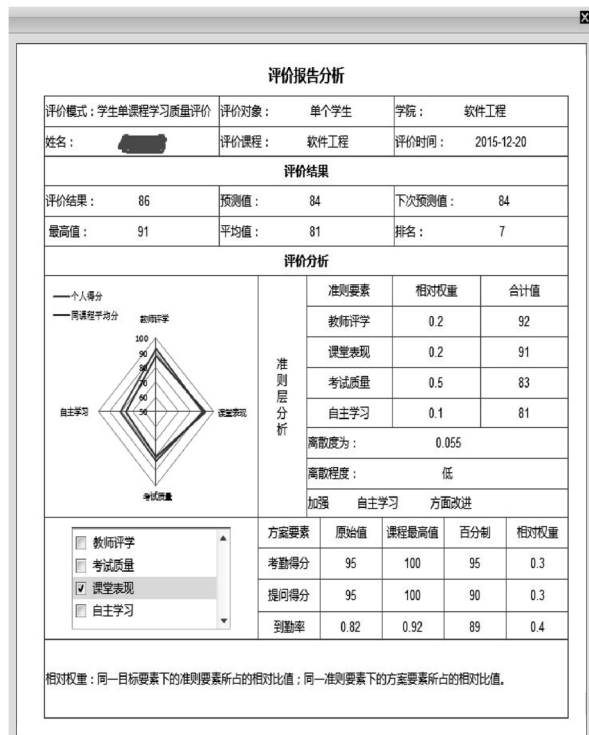 评价报告分析
评价模式：学生单课程学习质量评价 评价对象： 单个学生 学院： 软件工程
姓名： 评价课程： 软件工程 评价时间： 2015-12-20
评价结果
评价结果： 86 预测值： 84 下次预测值： 84
最高值： 91 平均值： 81 排名： 7
评价分析
个人得分
同课程平均分
教师评学
100
90
80
70
60
50
自主学习
课堂表现
考试质量
准则层分析
准则要素 相对权重 合计值
教师评学 0.2 92
课堂表现 0.2 91
考试质量 0.5 83
自主学习 0.1 81
离散度为： 0.055
离散程度： 低
加强 自主学习 方面改进
教师评学
考试质量
课堂表现
自主学习
方案要素 原始值 课程最高值 百分制 相对权重
考勤得分 95 100 95 0.3
提问得分 95 100 90 0.3
到勤率 0.82 0.92 89 0.4
相对权重：同一目标要素下的准则要素所占的相对比值；同一准则要素下的方案要素所占的相对比值。